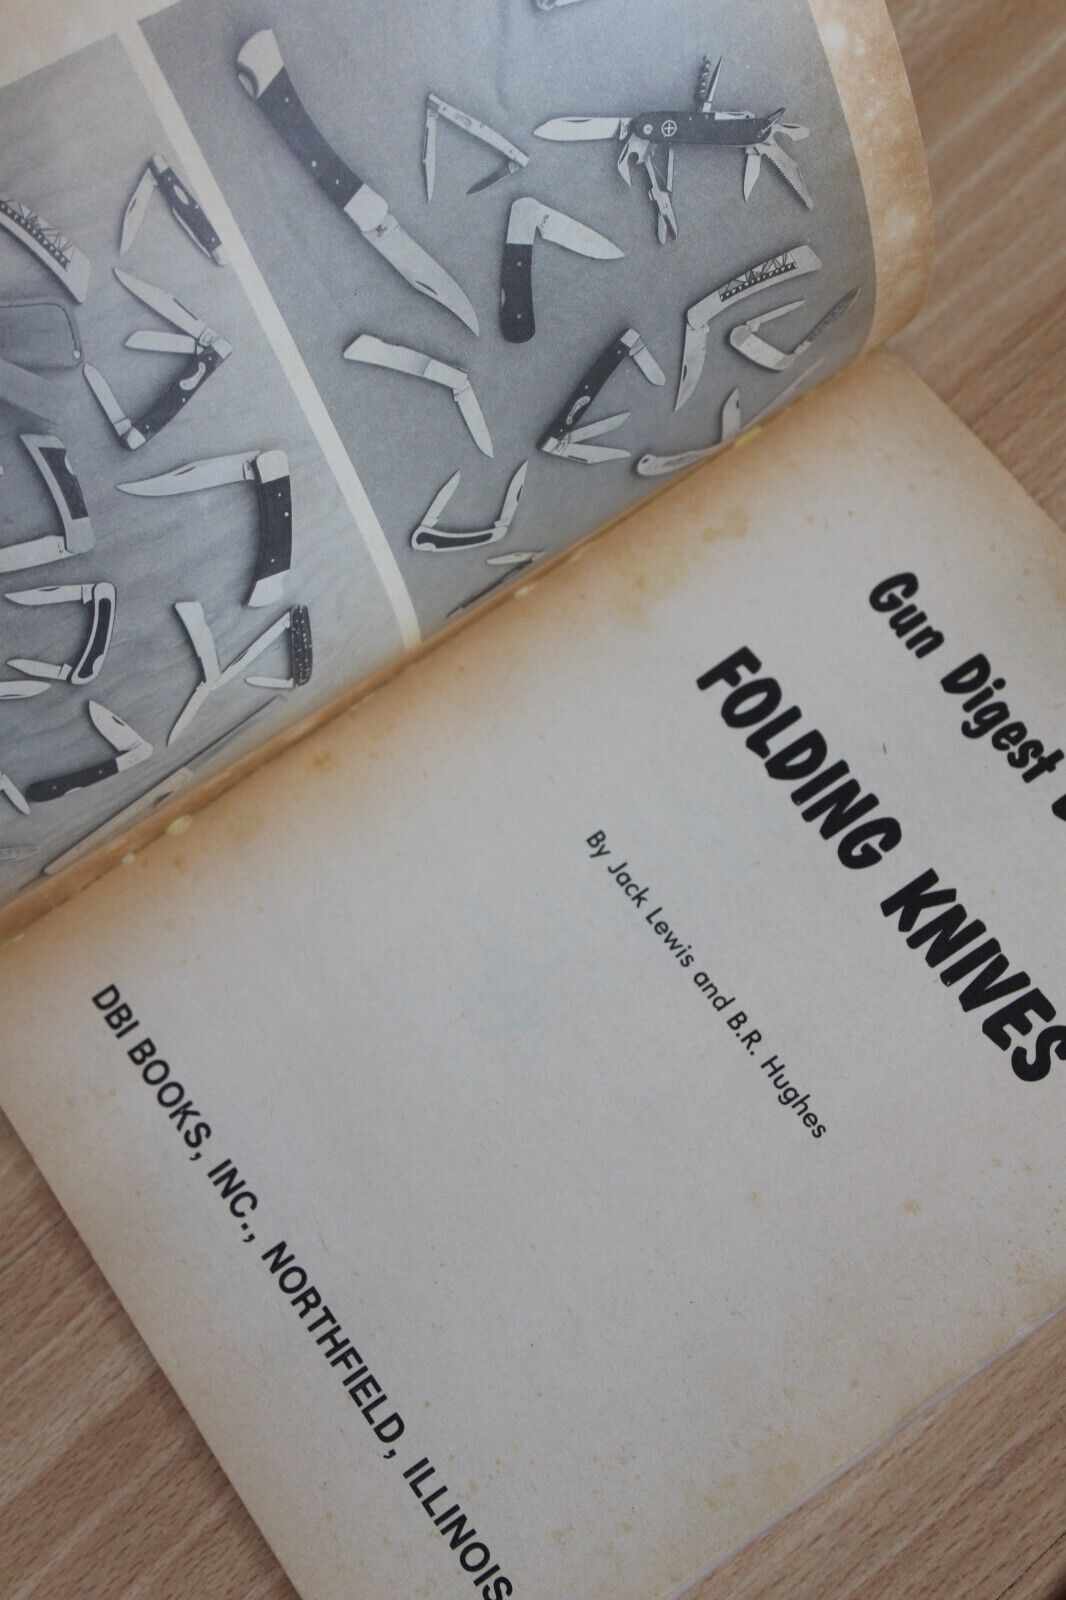 Gun Digest
FOLDING KNIVES
By Jack Lewis and B.R. Hughes
DBI BOOKS, INC., NORTHFIELD, ILLINOIS